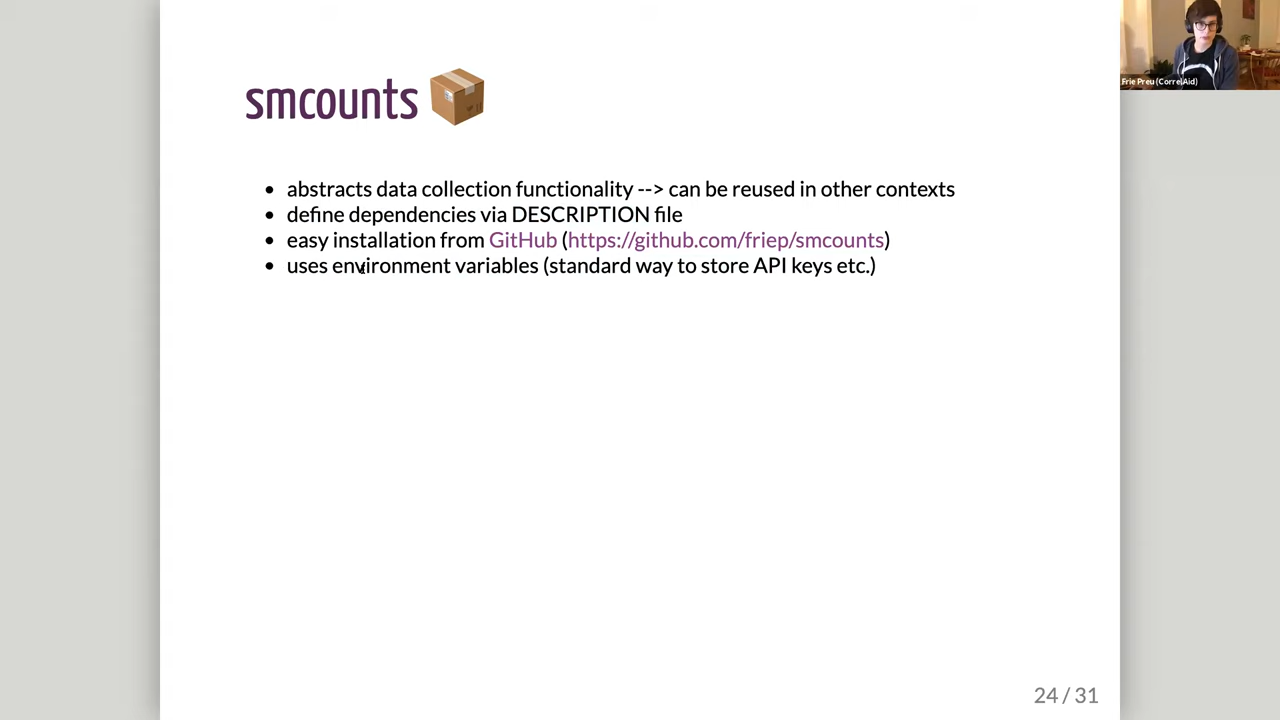 smcounts
abstracts data collection functionality --> can be reused in other contexts
define dependencies via DESCRIPTION file
easy installation from GitHub (https://github.com/friep/smcounts)
uses environment variables (standard way to store API keys etc.)
24 / 31
Frie Preu (CorrelAid)